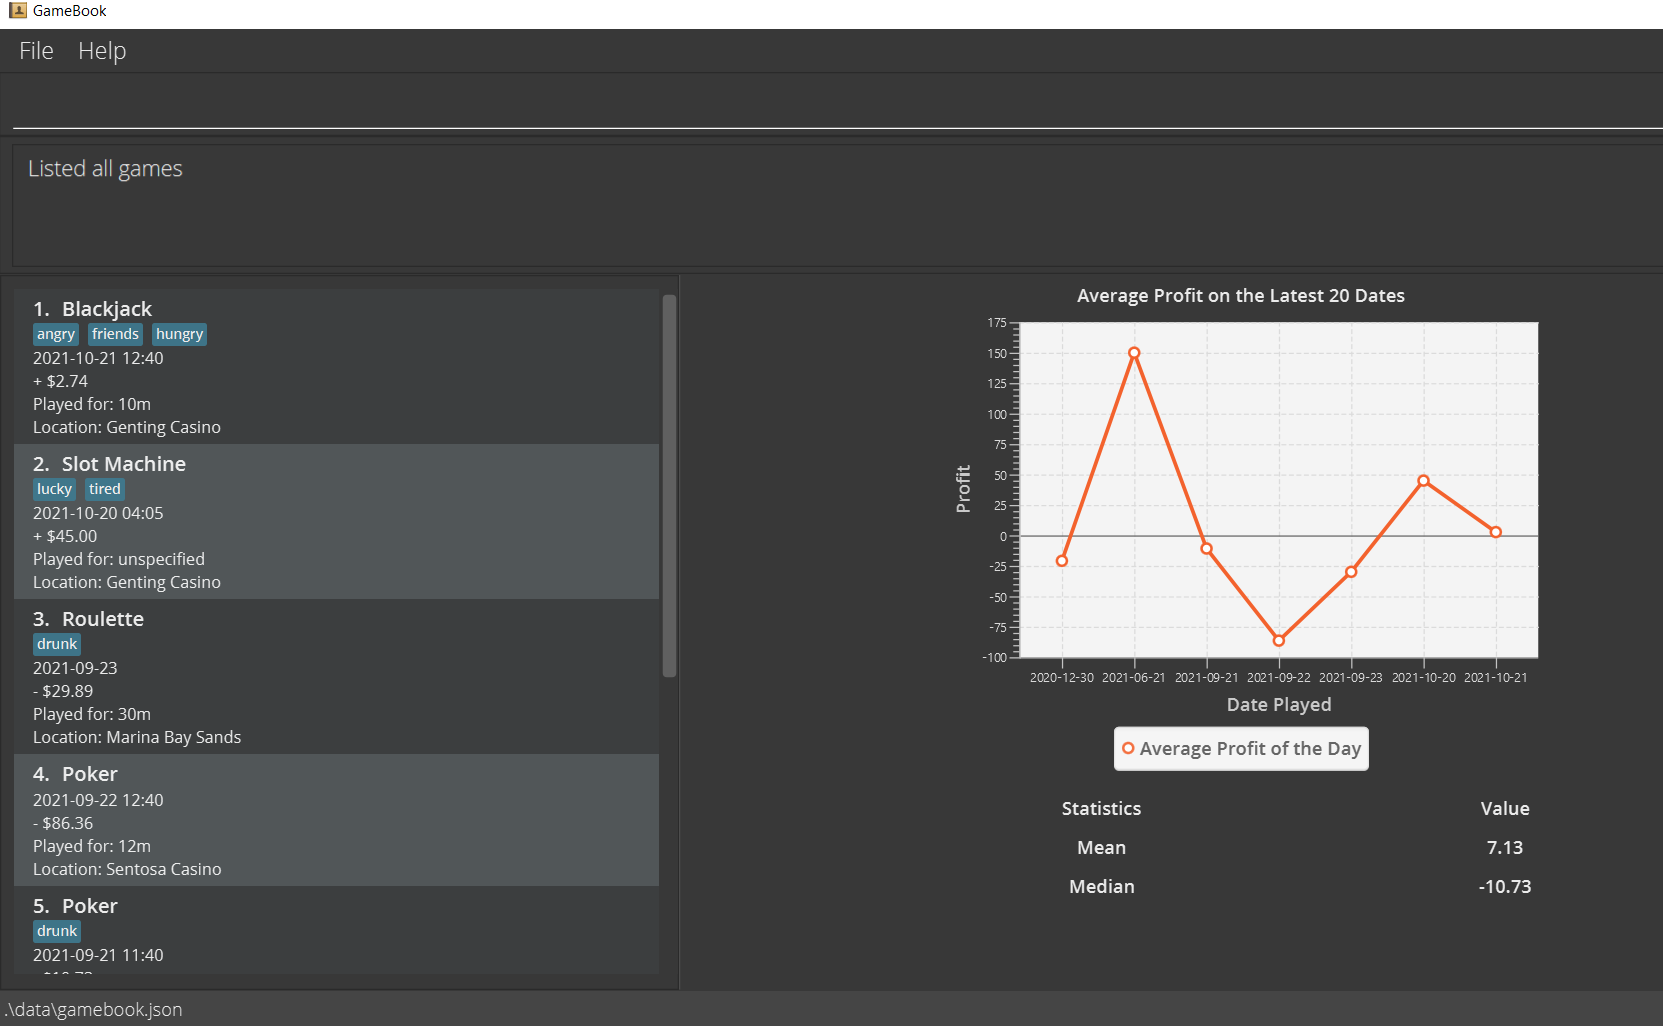 GameBook
File Help
Listed all games
1. Blackjack
angry friends hungry
2021-10-21 12:40
+ $2.74
Played for: 10m
Location: Genting Casino
2. Slot Machine
lucky tired
2021-10-20 04:05
+ $45.00
Played for: unspecified
Location: Genting Casino
3. Roulette
drunk
2021-09-23
- $29.89
Played for: 30m
Location: Marina Bay Sands
4. Poker
2021-09-22 12:40
- $86.36
Played for: 12m
Location: Sentosa Casino
5. Poker
drunk
2021-09-21 11:40
Average Profit on the Latest 20 Dates
175
150
125
100
75
50
25
0
-25
-50
-75
-100
Profit
2020-12-30 2021-06-21 2021-09-21 2021-09-22 2021-09-23 2021-10-20 2021-10-21
Date Played
Average Profit of the Day
Statistics Value
Mean 7.13
Median -10.73
.\data\gamebook.json